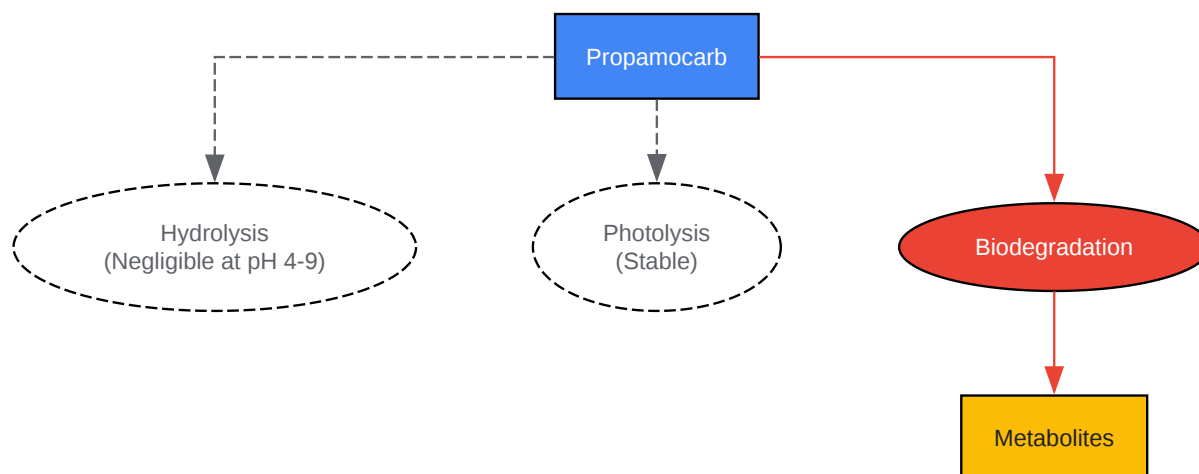 Propamocarb
Hydrolysis
(Negligible at pH 4-9)
Photolysis
(Stable)
Biodegradation
Metabolites